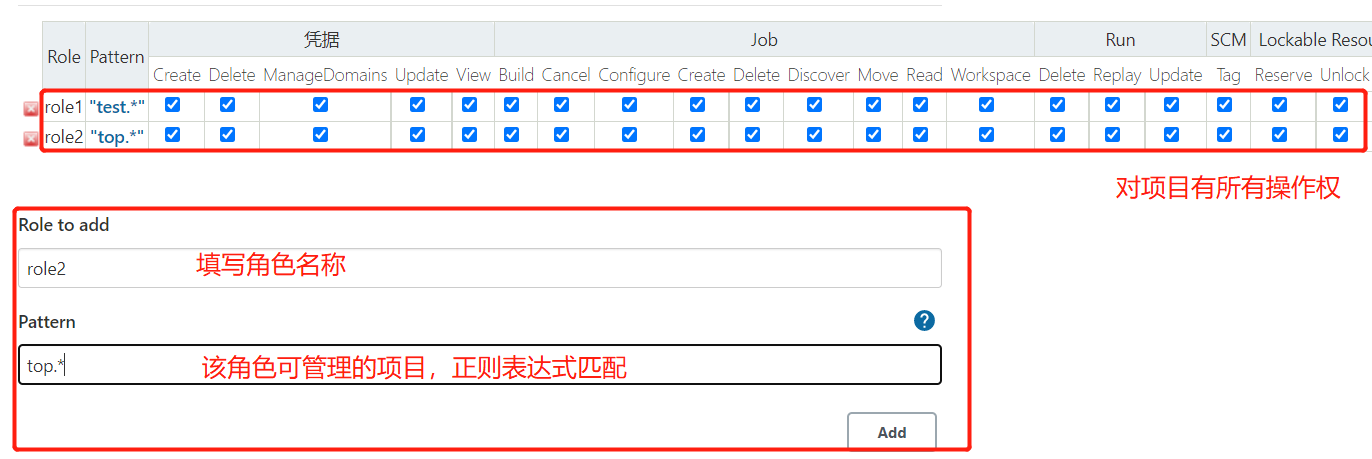 Role Pattern 凭据 Job Run SCM Lockable Resou
Create Delete ManageDomains Update View Build Cancel Configure Create Delete Discover Move Read Workspace Delete Replay Update Tag Reserve Unlock
role1 "test.*"
role2 "top.*"
对项目有所有操作权
Role to add
role2 填写角色名称
Pattern ?
top.* 该角色可管理的项目，正则表达式匹配
Add